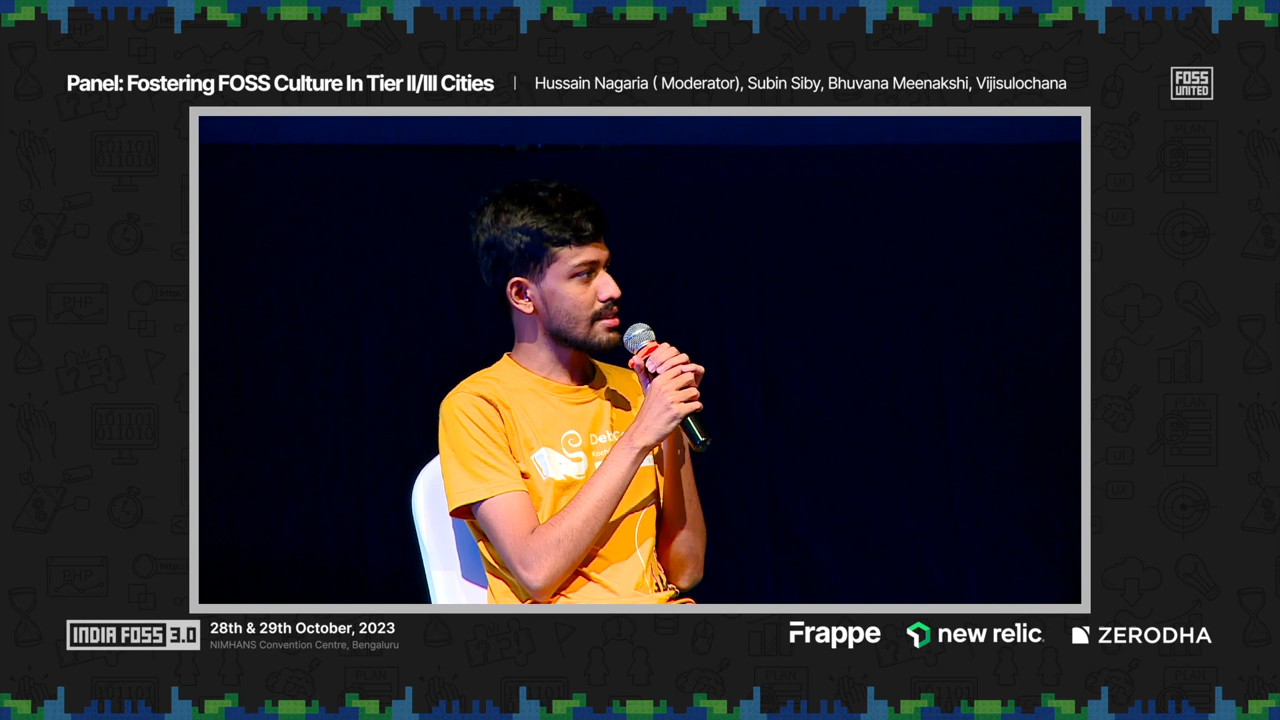 Panel: Fostering FOSS Culture In Tier II/III Cities | Hussain Nagaria ( Moderator), Subin Siby, Bhuvana Meenakshi, Vijisulochana
FOSS
UNITED
INDIA FOSS 3.0
28th & 29th October, 2023
NIMHANS Convention Centre, Bengaluru
Frappe
new relic
ZERODHA